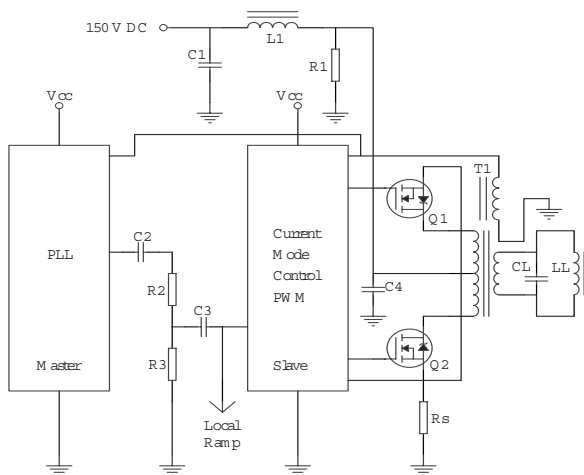 150 V DC
L1
C1
R1
Vcc
Vcc
T1
Q1
PLL
C2
Current
Mode
Control
PWM
CL
LL
R2
C3
C4
Master
R3
Slave
Q2
Local
Ramp
Rs